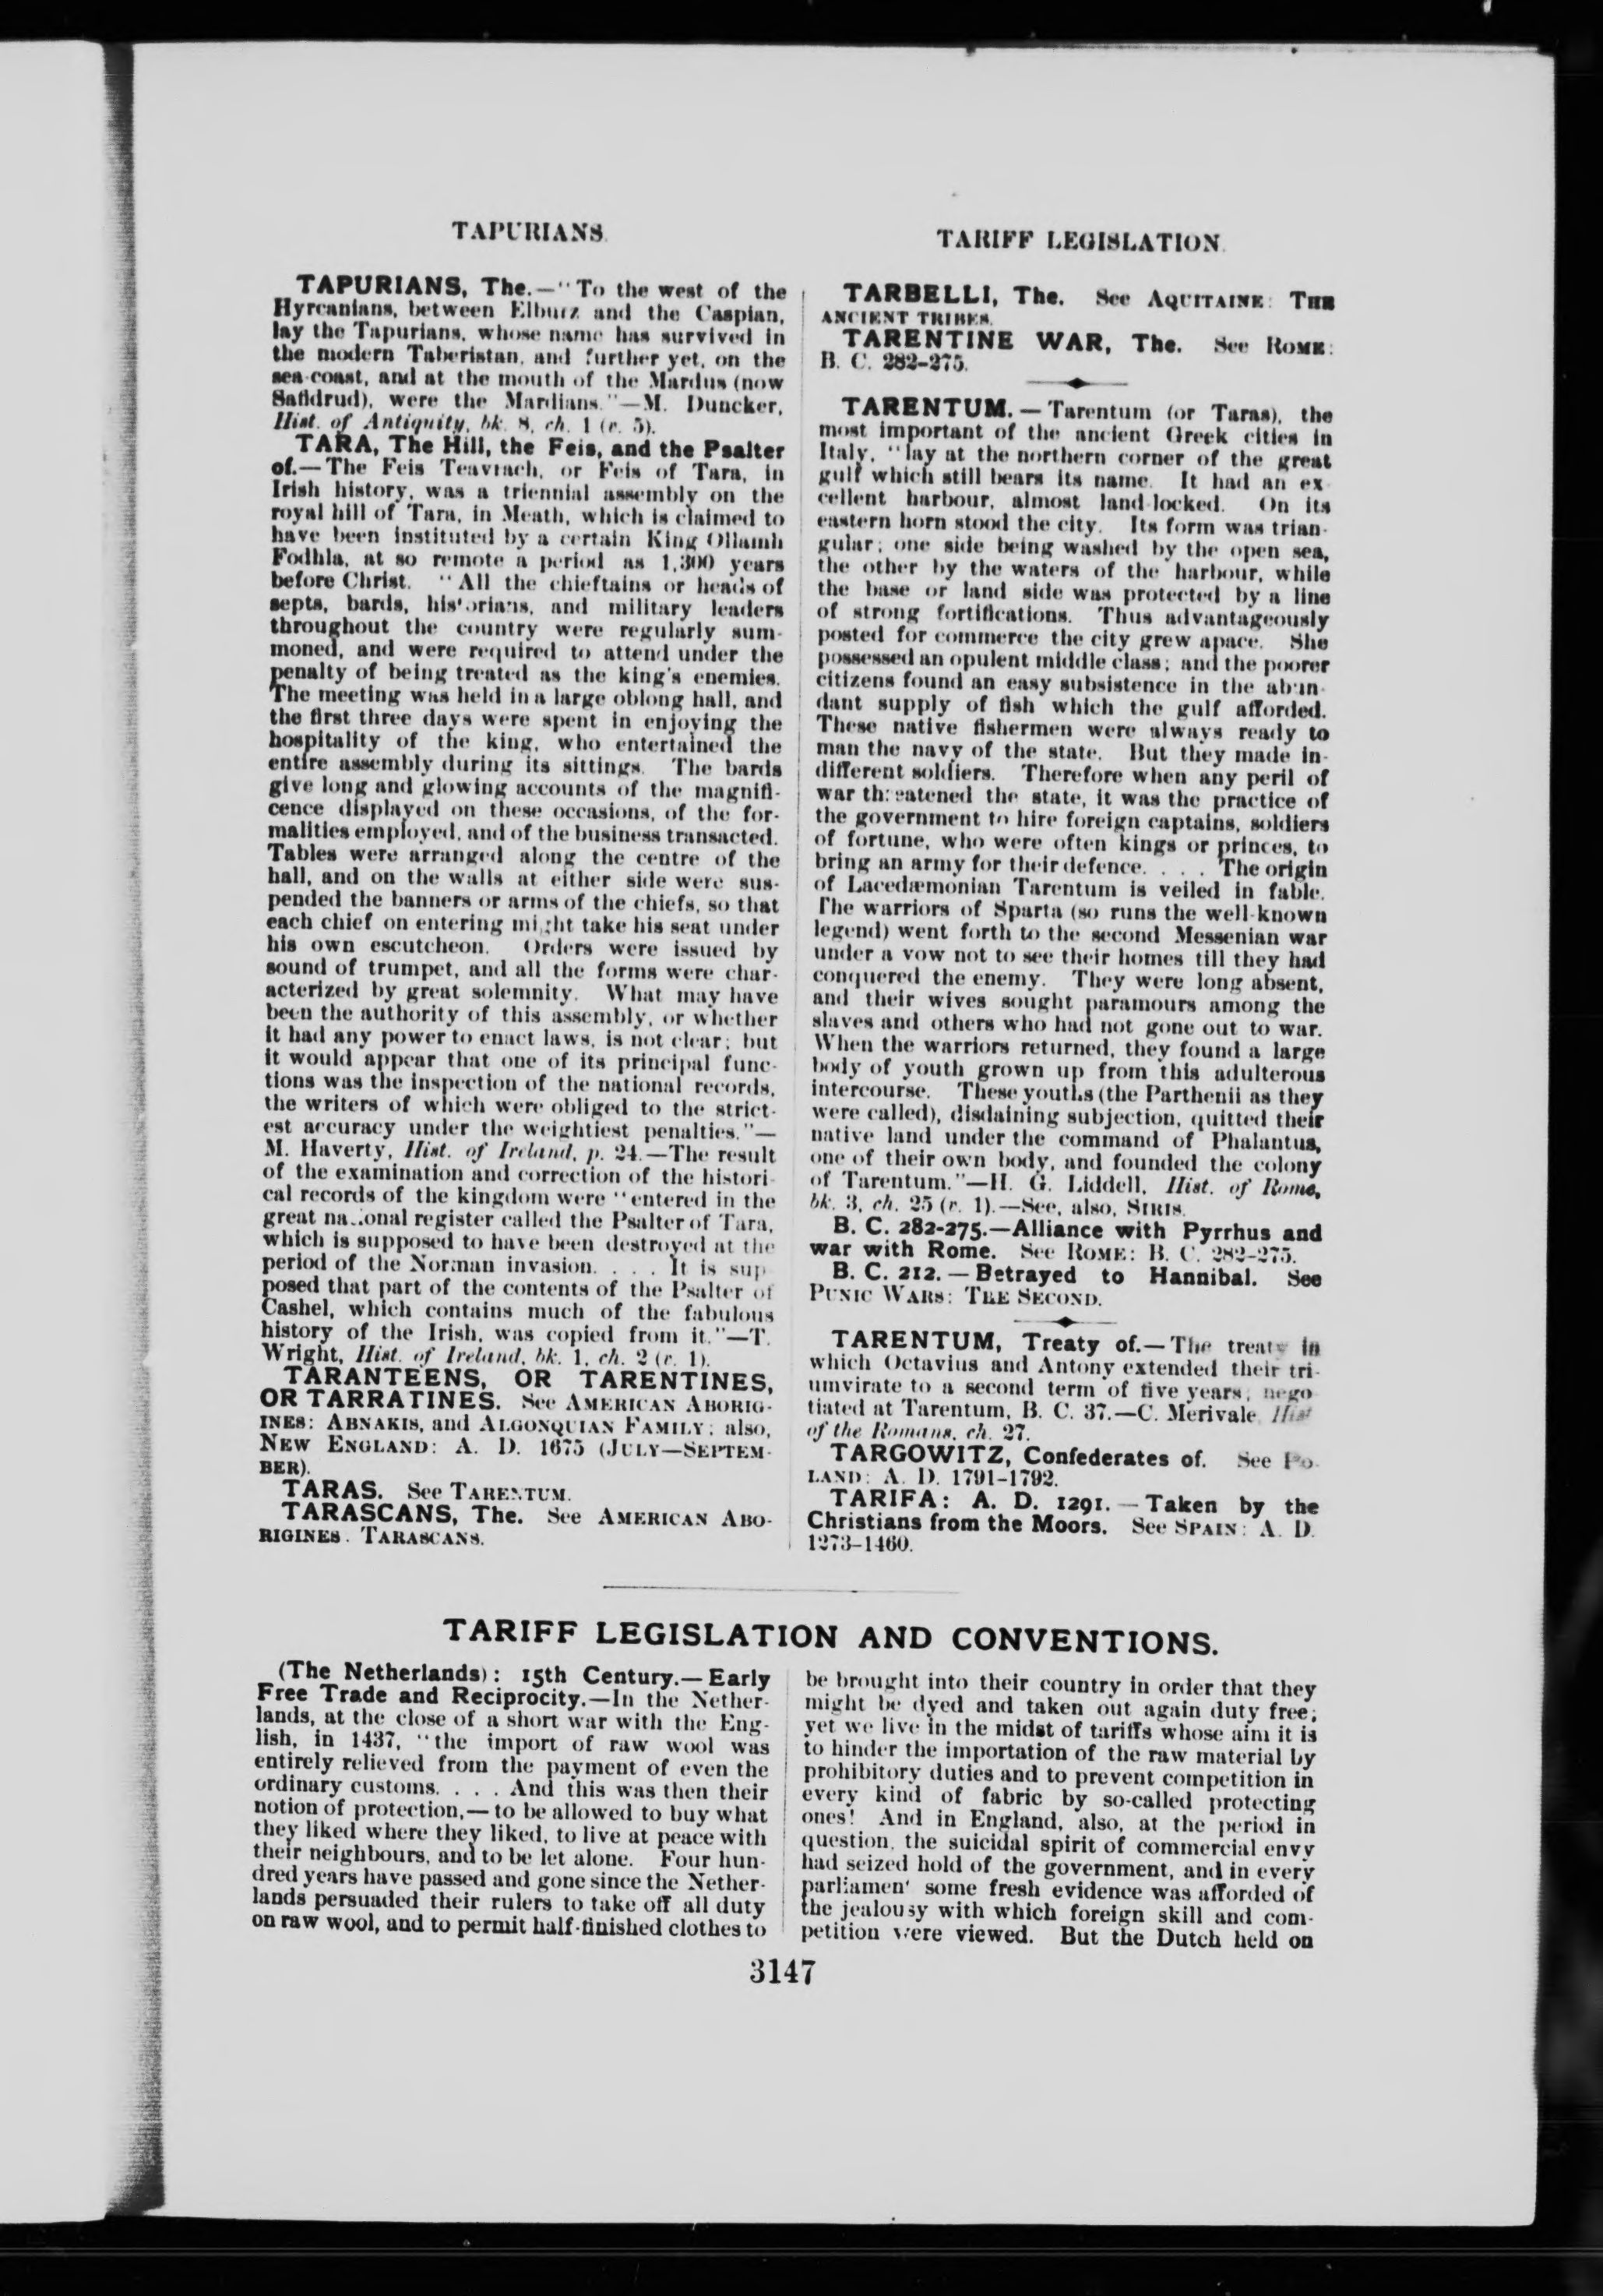 TAPURIANS
TARIFF LEGISLATION
TAPURIANS, The.—"To the west of the
Hyrcanians, between Elburz and the Caspian,
lay the Tapurians, whose name has survived in
the modern Taberistan, and further yet, on the
sea-coast, and at the mouth of the Mardus (now
Safidrud), were the Mardians."—M. Duncker,
Hist. of Antiquity, bk. 8, ch. 1 (v. 5).
TARA, The Hill, the Feis, and the Psalter
of.—The Feis Teavrach, or Feis of Tara, in
Irish history, was a triennial assembly on the
royal hill of Tara, in Meath, which is claimed to
have been instituted by a certain King Ollamh
Fodhla, at so remote a period as 1,300 years
before Christ. "All the chieftains or heads of
septs, bards, historians, and military leaders
throughout the country were regularly sum-
moned, and were required to attend under the
penalty of being treated as the king's enemies.
The meeting was held in a large oblong hall, and
the first three days were spent in enjoying the
hospitality of the king, who entertained the
entire assembly during its sittings. The bards
give long and glowing accounts of the magnifi-
cence displayed on these occasions, of the for-
malities employed, and of the business transacted.
Tables were arranged along the centre of the
hall, and on the walls at either side were sus-
pended the banners or arms of the chiefs, so that
each chief on entering might take his seat under
his own escutcheon. Orders were issued by
sound of trumpet, and all the forms were char-
acterized by great solemnity. What may have
been the authority of this assembly, or whether
it had any power to enact laws, is not clear; but
it would appear that one of its principal func-
tions was the inspection of the national records,
the writers of which were obliged to the strict-
est accuracy under the weightiest penalties."—
M. Haverty, Hist. of Ireland, p. 24.—The result
of the examination and correction of the histori-
cal records of the kingdom were "entered in the
great national register called the Psalter of Tara,
which is supposed to have been destroyed at the
period of the Norman invasion. . . . It is sup-
posed that part of the contents of the Psalter of
Cashel, which contains much of the fabulous
history of the Irish, was copied from it."—T.
Wright, Hist. of Ireland, bk. 1, ch. 2 (v. 1).
TARANTEENS, OR TARENTINES,
OR TARRATINES. See AMERICAN ABORIG-
INES: ABNAKIS, and ALGONQUIAN FAMILY; also,
NEW ENGLAND: A. D. 1675 (JULY—SEPTEM-
BER).
TARAS. See TARENTUM.
TARASCANS, The. See AMERICAN ABO-
RIGINES: TARASCANS.
TARBELLI, The. See AQUITAINE: THE
ANCIENT TRIBES.
TARENTINE WAR, The. See ROME:
B. C. 282-275.
TARENTUM.—Tarentum (or Taras), the
most important of the ancient Greek cities in
Italy, "lay at the northern corner of the great
gulf which still bears its name. It had an ex-
cellent harbour, almost land-locked. On its
eastern horn stood the city. Its form was trian-
gular; one side being washed by the open sea,
the other by the waters of the harbour, while
the base or land side was protected by a line
of strong fortifications. Thus advantageously
posted for commerce the city grew apace. She
possessed an opulent middle class; and the poorer
citizens found an easy subsistence in the abun-
dant supply of fish which the gulf afforded.
These native fishermen were always ready to
man the navy of the state. But they made in-
different soldiers. Therefore when any peril of
war threatened the state, it was the practice of
the government to hire foreign captains, soldiers
of fortune, who were often kings or princes, to
bring an army for their defence. . . . The origin
of Lacedæmonian Tarentum is veiled in fable.
The warriors of Sparta (so runs the well-known
legend) went forth to the second Messenian war
under a vow not to see their homes till they had
conquered the enemy. They were long absent,
and their wives sought paramours among the
slaves and others who had not gone out to war.
When the warriors returned, they found a large
body of youth grown up from this adulterous
intercourse. These youths (the Parthenii as they
were called), disdaining subjection, quitted their
native land under the command of Phalantus,
one of their own body, and founded the colony
of Tarentum."—H. G. Liddell, Hist. of Rome,
bk. 3, ch. 25 (v. 1).—See, also, SIRIS.
B. C. 282-275.—Alliance with Pyrrhus and
war with Rome. See ROME: B. C. 282-275.
B. C. 212.—Betrayed to Hannibal. See
PUNIC WARS: THE SECOND.
TARENTUM, Treaty of.—The treaty in
which Octavius and Antony extended their tri-
umvirate to a second term of five years; nego-
tiated at Tarentum, B. C. 37.—C. Merivale, Hist.
of the Romans, ch. 27.
TARGOWITZ, Confederates of. See PO-
LAND: A. D. 1791-1792.
TARIFA: A. D. 1291.—Taken by the
Christians from the Moors. See SPAIN: A. D.
1273-1460.
TARIFF LEGISLATION AND CONVENTIONS.
(The Netherlands): 15th Century.—Early
Free Trade and Reciprocity.—In the Nether-
lands, at the close of a short war with the Eng-
lish, in 1437, "the import of raw wool was
entirely relieved from the payment of even the
ordinary customs. . . . And this was then their
notion of protection,—to be allowed to buy what
they liked where they liked, to live at peace with
their neighbours, and to be let alone. Four hun-
dred years have passed and gone since the Nether-
lands persuaded their rulers to take off all duty
on raw wool, and to permit half-finished clothes to
be brought into their country in order that they
might be dyed and taken out again duty free;
yet we live in the midst of tariffs whose aim it is
to hinder the importation of the raw material by
prohibitory duties and to prevent competition in
every kind of fabric by so-called protecting
ones! And in England, also, at the period in
question, the suicidal spirit of commercial envy
had seized hold of the government, and in every
parliament some fresh evidence was afforded of
the jealousy with which foreign skill and com-
petition were viewed. But the Dutch held on
3147